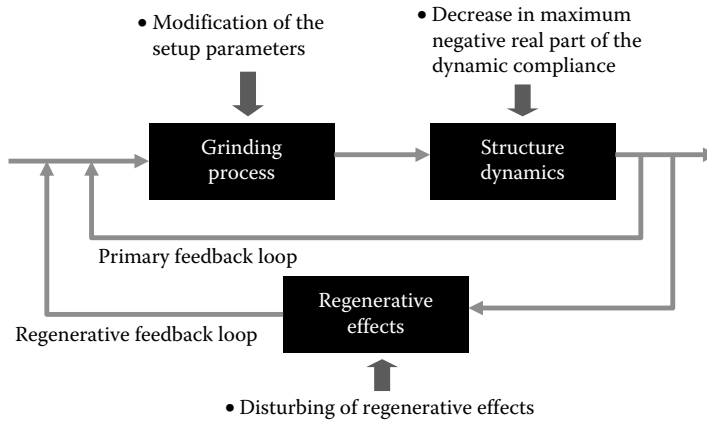 • Modification of the
setup parameters
• Decrease in maximum
negative real part of the
dynamic compliance
Grinding
process
Structure
dynamics
Primary feedback loop
Regenerative
effects
Regenerative feedback loop
• Disturbing of regenerative effects